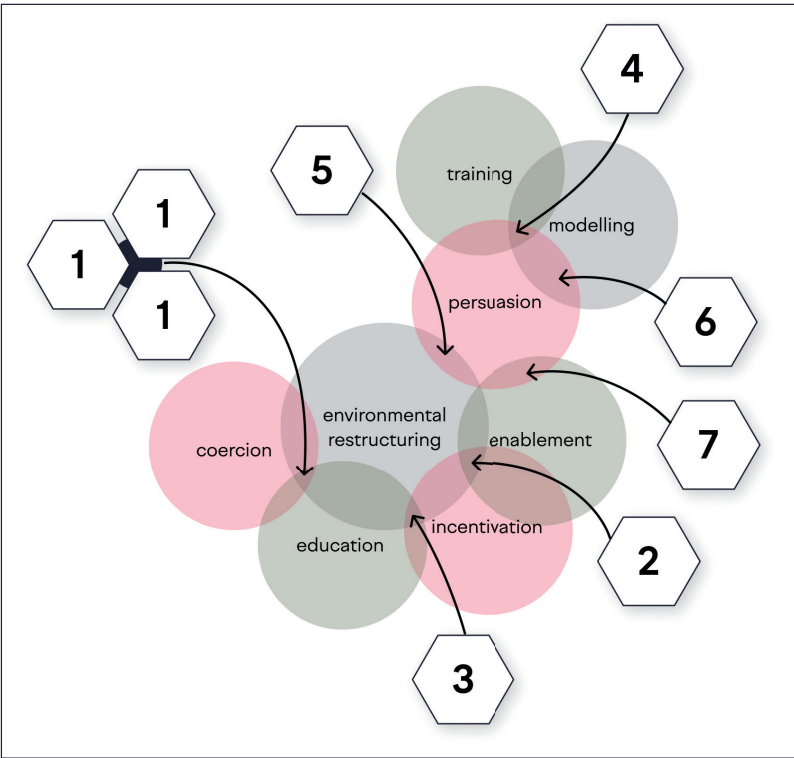 4
5
training
1
modelling
1
persuasion
1
6
environmental
restructuring
coercion
enablement
7
incentivation
education
2
3